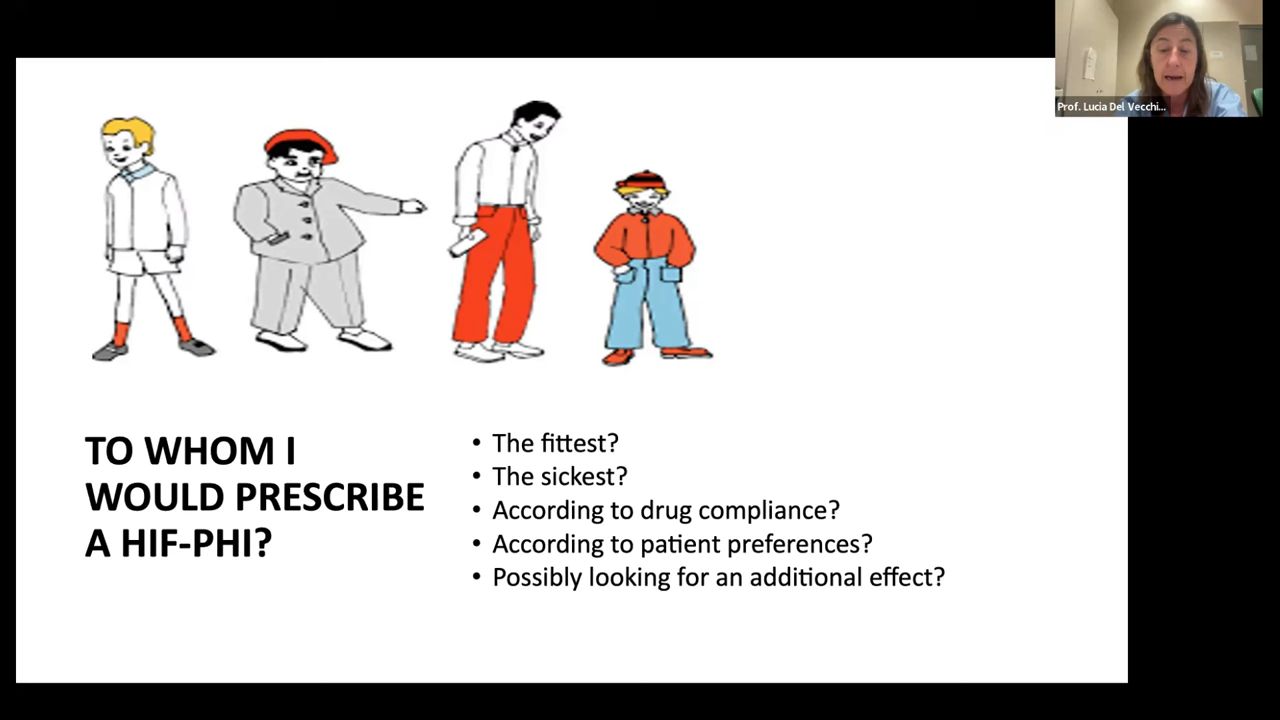 Prof. Lucia Del Vecchi...
TO WHOM I
WOULD PRESCRIBE
A HIF-PHI?
• The fittest?
• The sickest?
• According to drug compliance?
• According to patient preferences?
• Possibly looking for an additional effect?